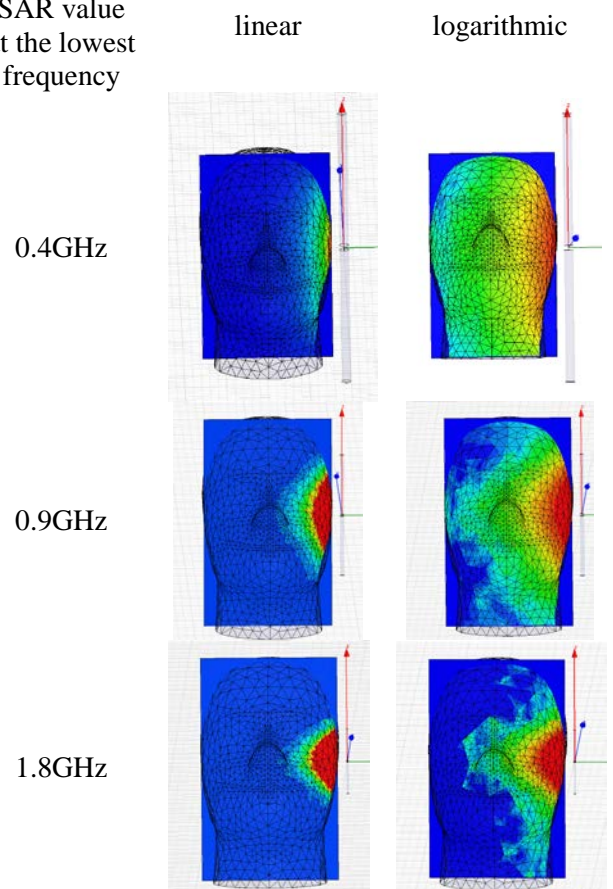 SAR value
t the lowest
frequency
linear
logarithmic
0.4GHz
0.9GHz
1.8GHz